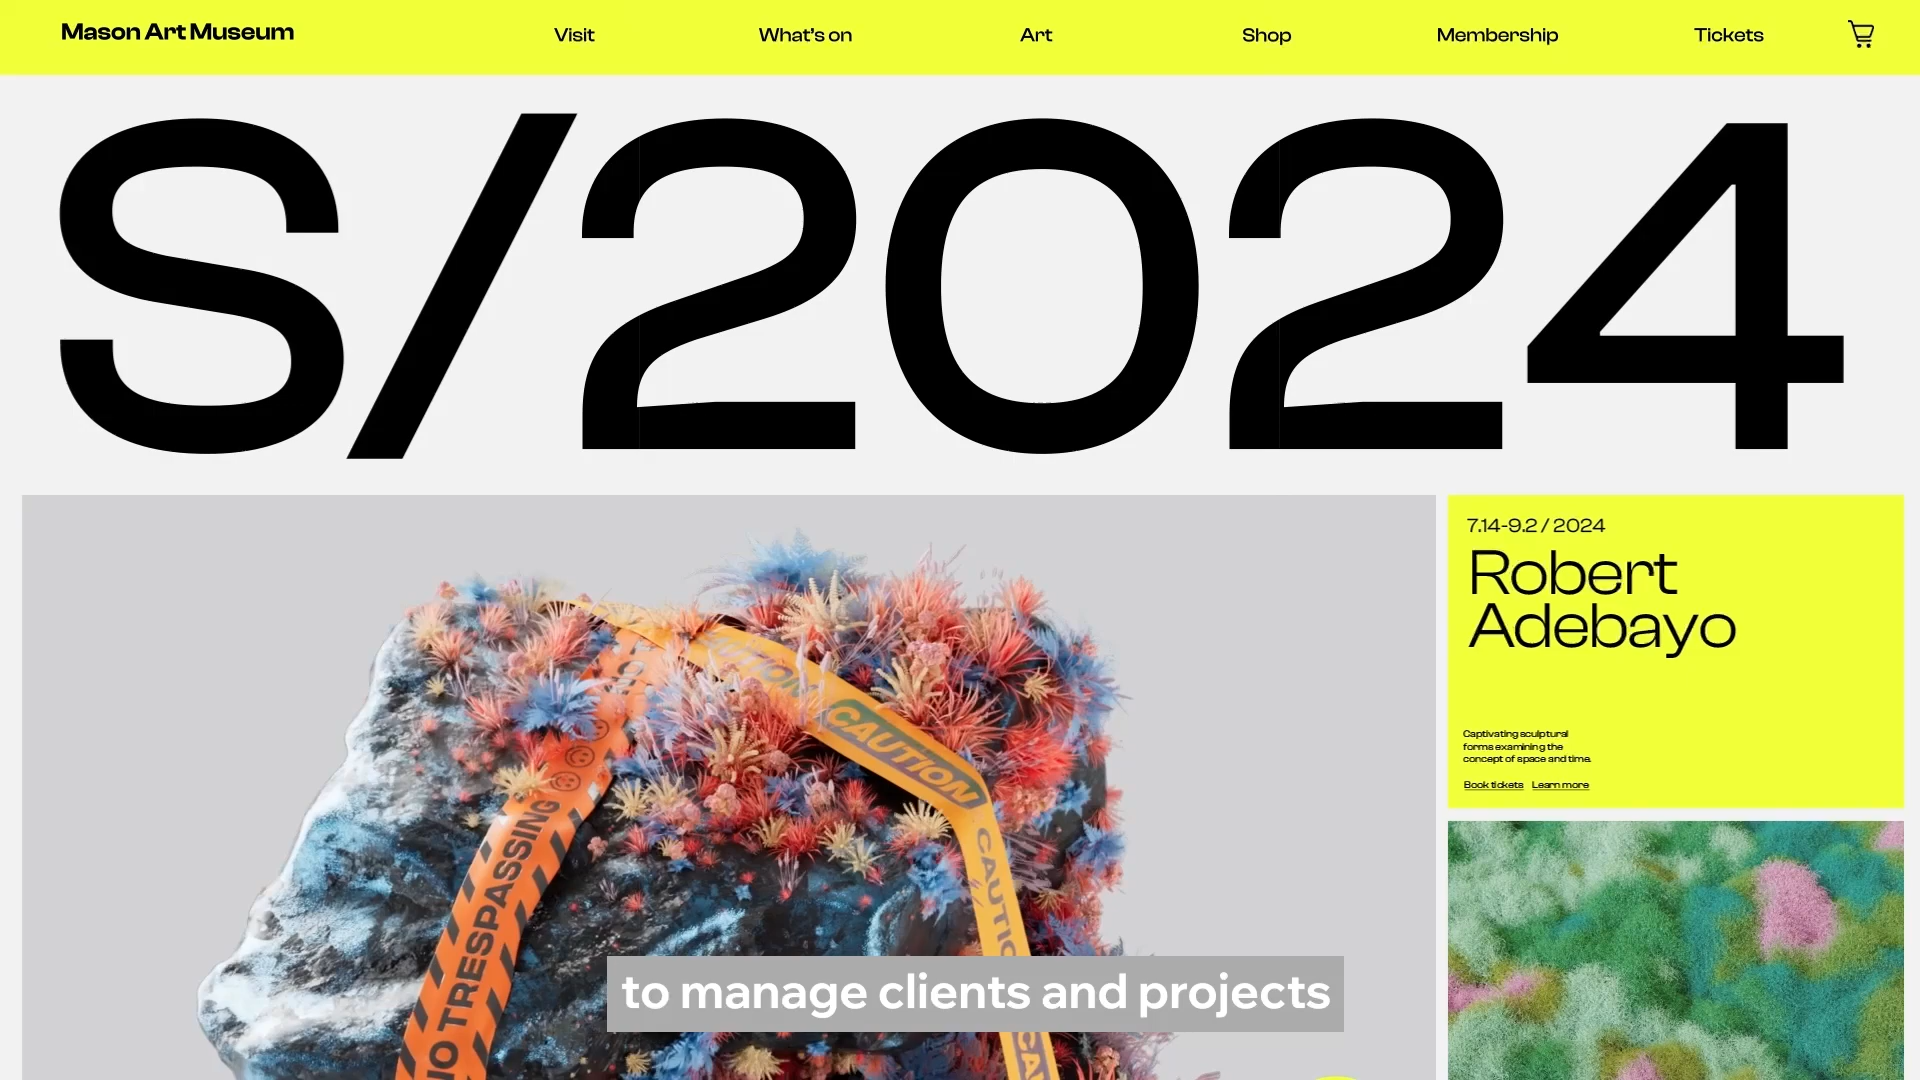 Mason Art Museum
Visit
What's on
Art
Shop
Membership
Tickets
S/2024
7.14-9.2 / 2024
Robert
Adebayo
Captivating sculptural
forms examining the
concept of space and time.
Book tickets
Learn more
CAUTION
CAUTION
NO TRESPASSING
to manage clients and projects